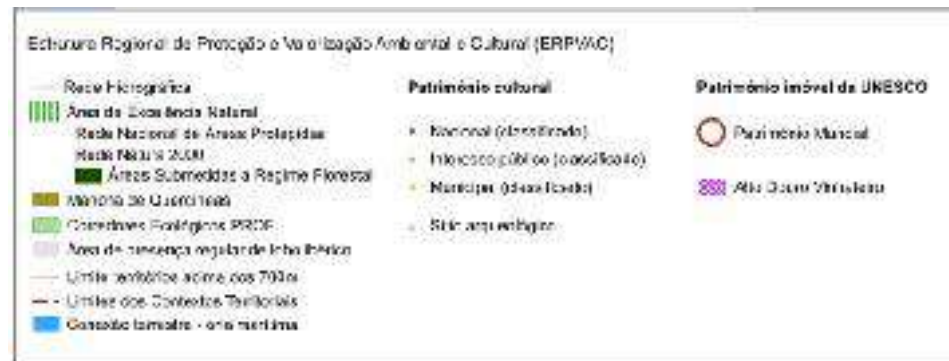 Estrutura Regional de Proteção e Valorização Ambiental e Cultural (ERPVAC)
Rede Hidrográfica
Área de Excelência Natural
Rede Nacional de Áreas Protegidas
Rede Natura 2000
Áreas Submetidas a Regime Florestal
Mancha de Quercíneas
Corredores Ecológicos PROF
Área de presença regular de lobo ibérico
Limite territórios acima dos 700m
Limites dos Contextos Territoriais
Conexão terrestre - orla marítima
Património cultural
Nacional (classificado)
Interesse público (classificado)
Municipal (classificado)
Sítio arqueológico
Património imóvel da UNESCO
Património Mundial
Alto Douro Vinhateiro